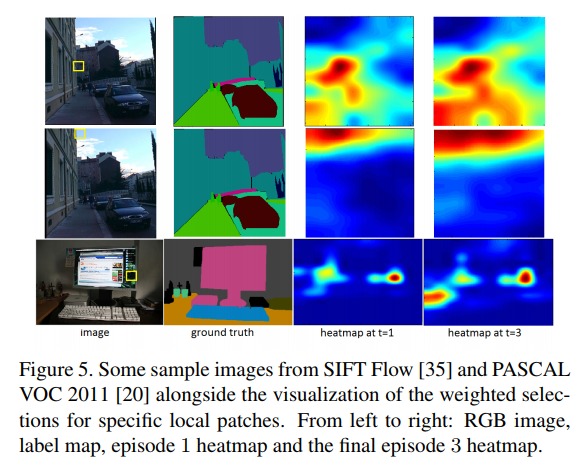 image
ground truth
heatmap at t=1
heatmap at t=3
Figure 5. Some sample images from SIFT Flow [35] and PASCAL
VOC 2011 [20] alongside the visualization of the weighted selec-
tions for specific local patches. From left to right: RGB image,
label map, episode 1 heatmap and the final episode 3 heatmap.